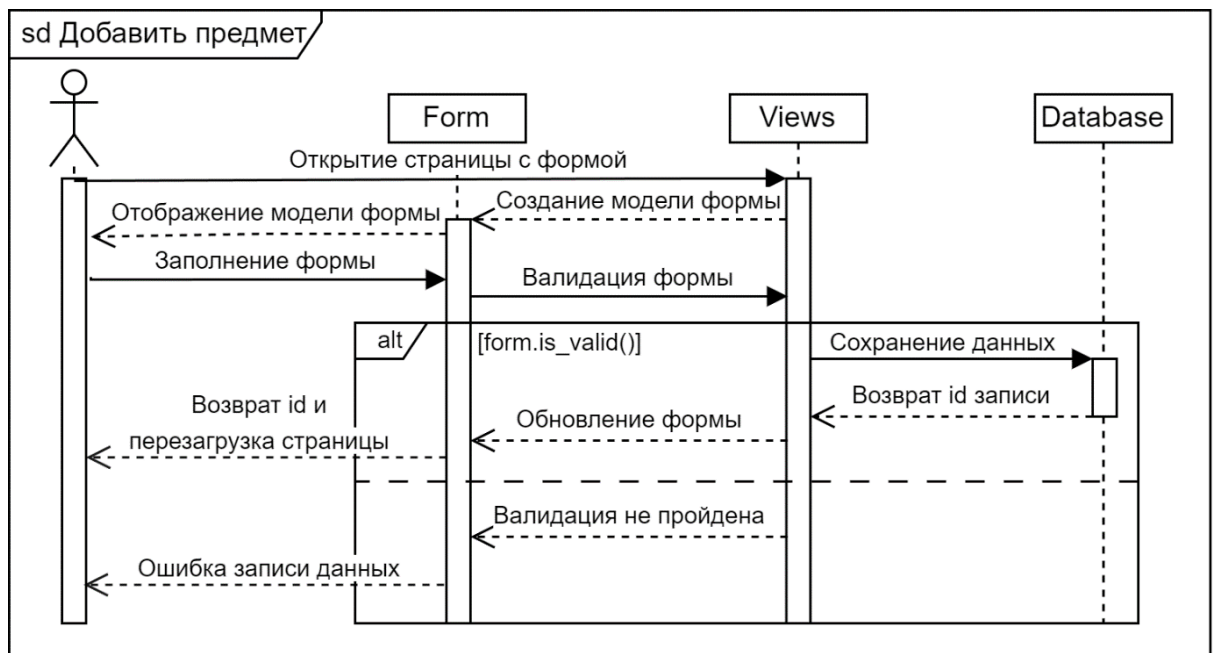 sd Добавить предмет
Form
Views
Database
Открытие страницы с формой
Создание модели формы
Отображение модели формы
Заполнение формы
Валидация формы
alt
[form.is_valid()]
Сохранение данных
Возврат id записи
Обновление формы
Возврат id и
перезагрузка страницы
Валидация не пройдена
Ошибка записи данных